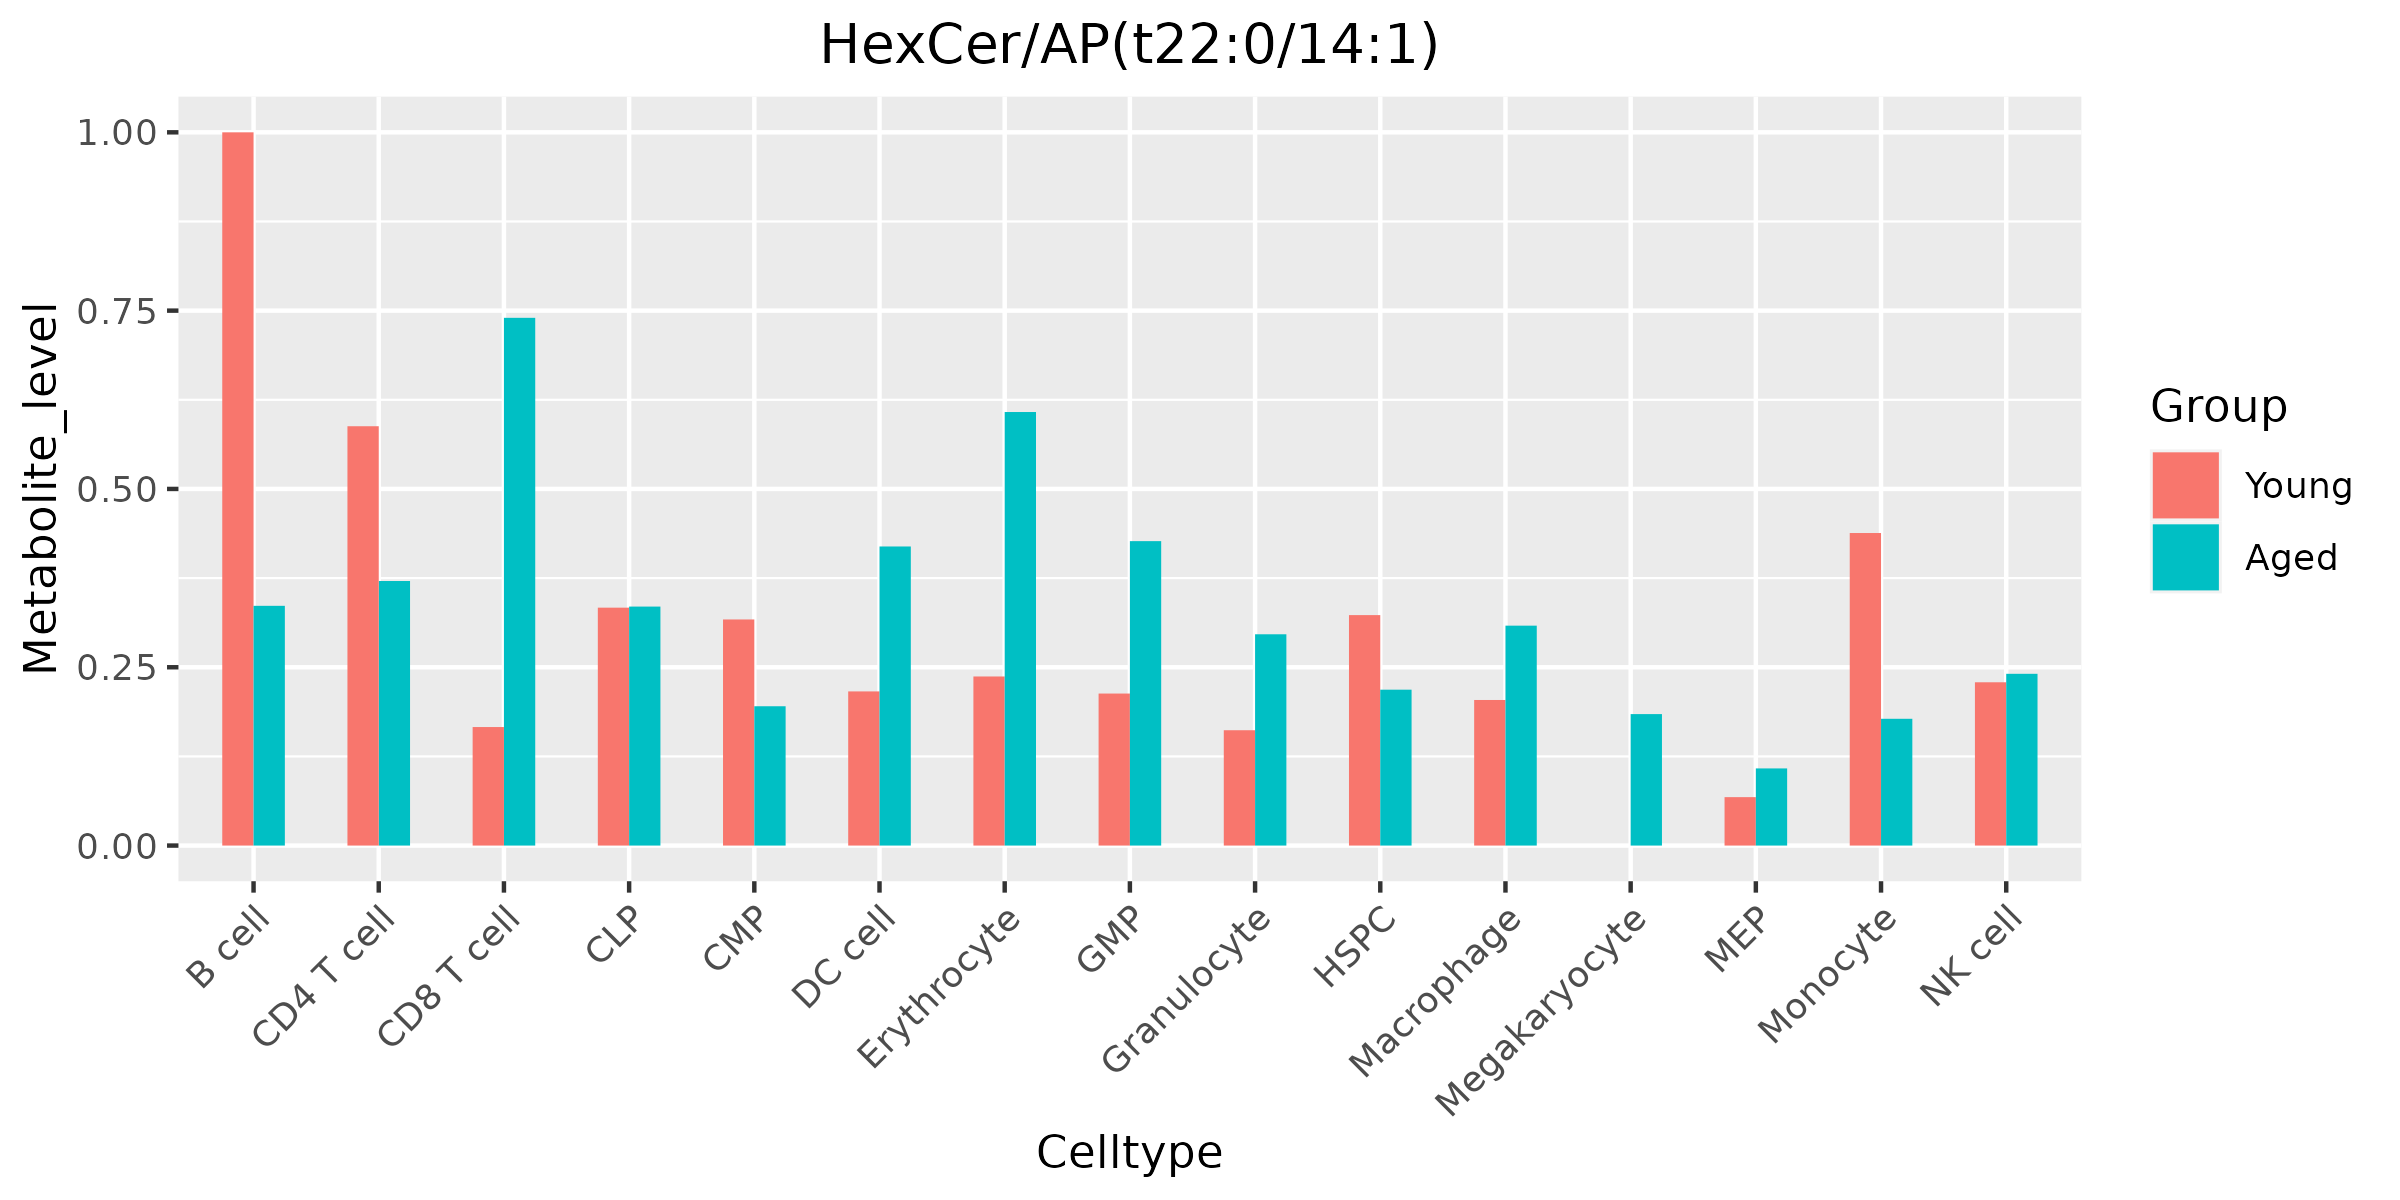 HexCer/AP(t22:0/14:1)
Metabolite_level
1.00
0.75
0.50
0.25
0.00
B cell
CD4 T cell
CD8 T cell
CLP
CMP
DC cell
Erythrocyte
GMP
Granulocyte
HSPC
Macrophage
Megakaryocyte
MEP
Monocyte
NK cell
Celltype
Group
Young
Aged